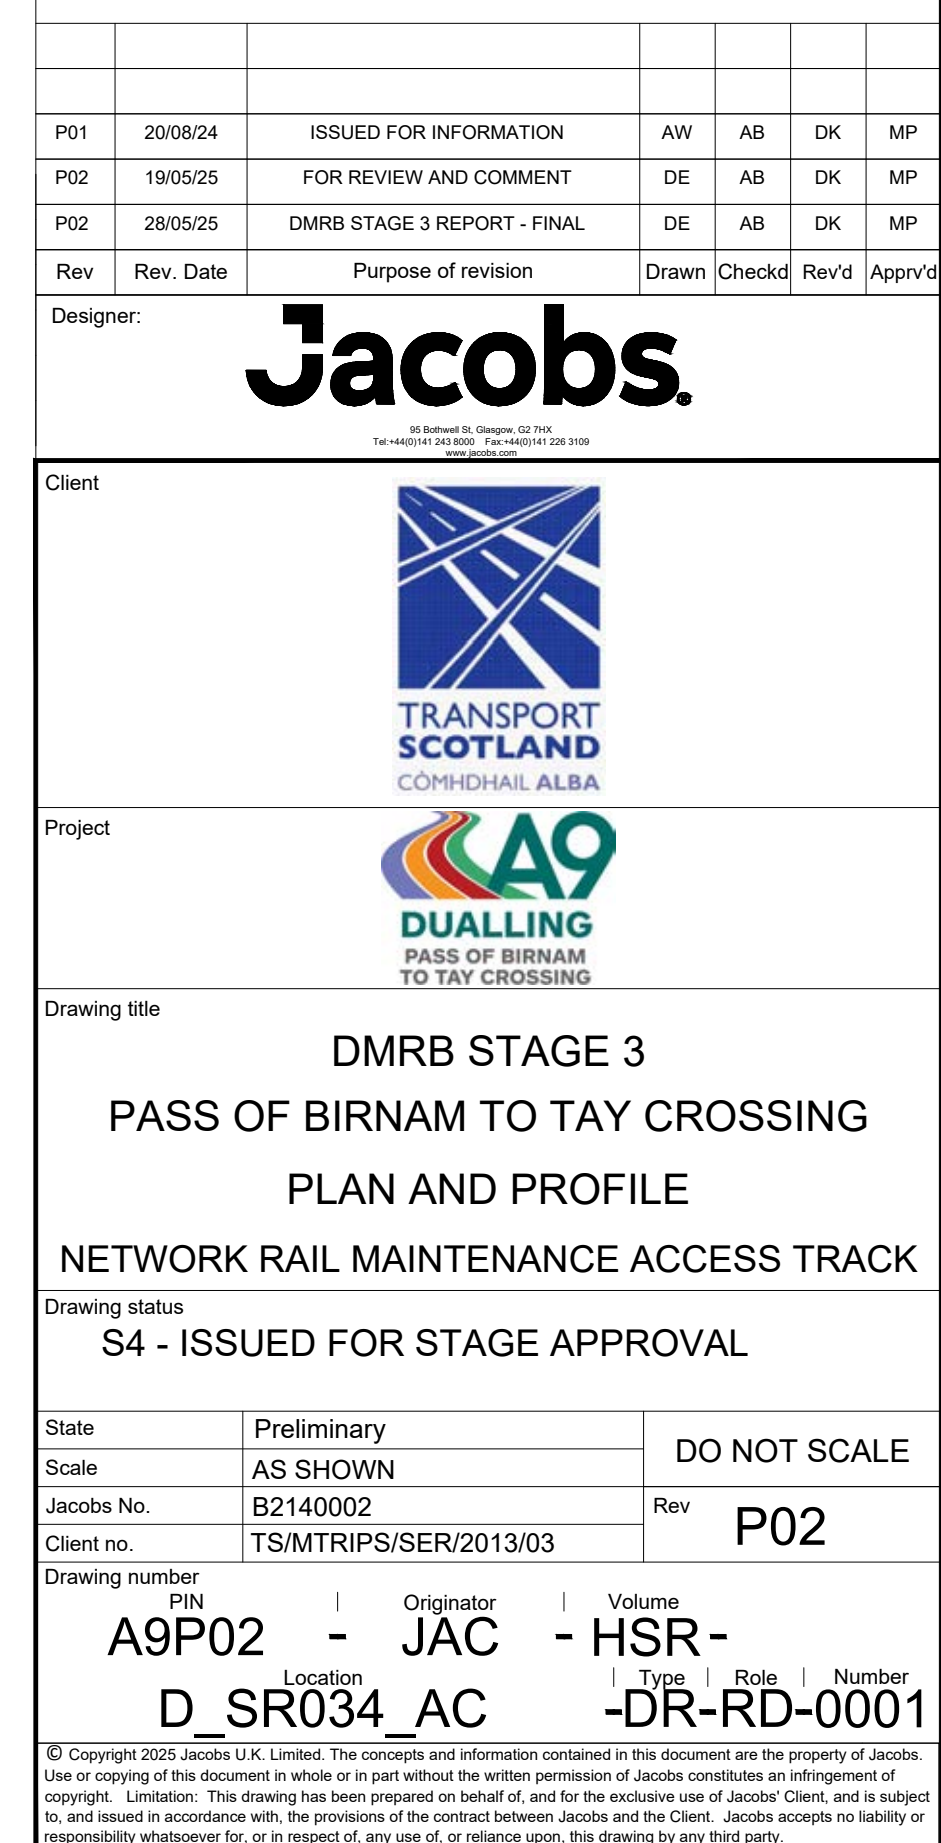 P01 20/08/24 ISSUED FOR INFORMATION AW AB DK MP
P02 19/05/25 FOR REVIEW AND COMMENT DE AB DK MP
P02 28/05/25 DMRB STAGE 3 REPORT - FINAL DE AB DK MP
Rev Rev. Date Purpose of revision Drawn Checkd Rev'd Apprv'd
Designer:
Jacobs.®
95 Bothwell St, Glasgow, G2 7HX
Tel:+44(0)141 243 8000 Fax:+44(0)141 226 3109
www.jacobs.com
Client
TRANSPORT
SCOTLAND
CÒMHDHAIL ALBA
Project
A9
DUALLING
PASS OF BIRNAM
TO TAY CROSSING
Drawing title
DMRB STAGE 3
PASS OF BIRNAM TO TAY CROSSING
PLAN AND PROFILE
NETWORK RAIL MAINTENANCE ACCESS TRACK
Drawing status
S4 - ISSUED FOR STAGE APPROVAL
State Preliminary
DO NOT SCALE
Scale AS SHOWN
Jacobs No. B2140002
Rev P02
Client no. TS/MTRIPS/SER/2013/03
Drawing number
PIN | Originator | Volume
A9P02 - JAC - HSR -
Location | Type | Role | Number
D_SR034_AC -DR-RD-0001
© Copyright 2025 Jacobs U.K. Limited. The concepts and information contained in this document are the property of Jacobs.
Use or copying of this document in whole or in part without the written permission of Jacobs constitutes an infringement of
copyright. Limitation: This drawing has been prepared on behalf of, and for the exclusive use of Jacobs' Client, and is subject
to, and issued in accordance with, the provisions of the contract between Jacobs and the Client. Jacobs accepts no liability or
responsibility whatsoever for, or in respect of, any use of, or reliance upon, this drawing by any third party.